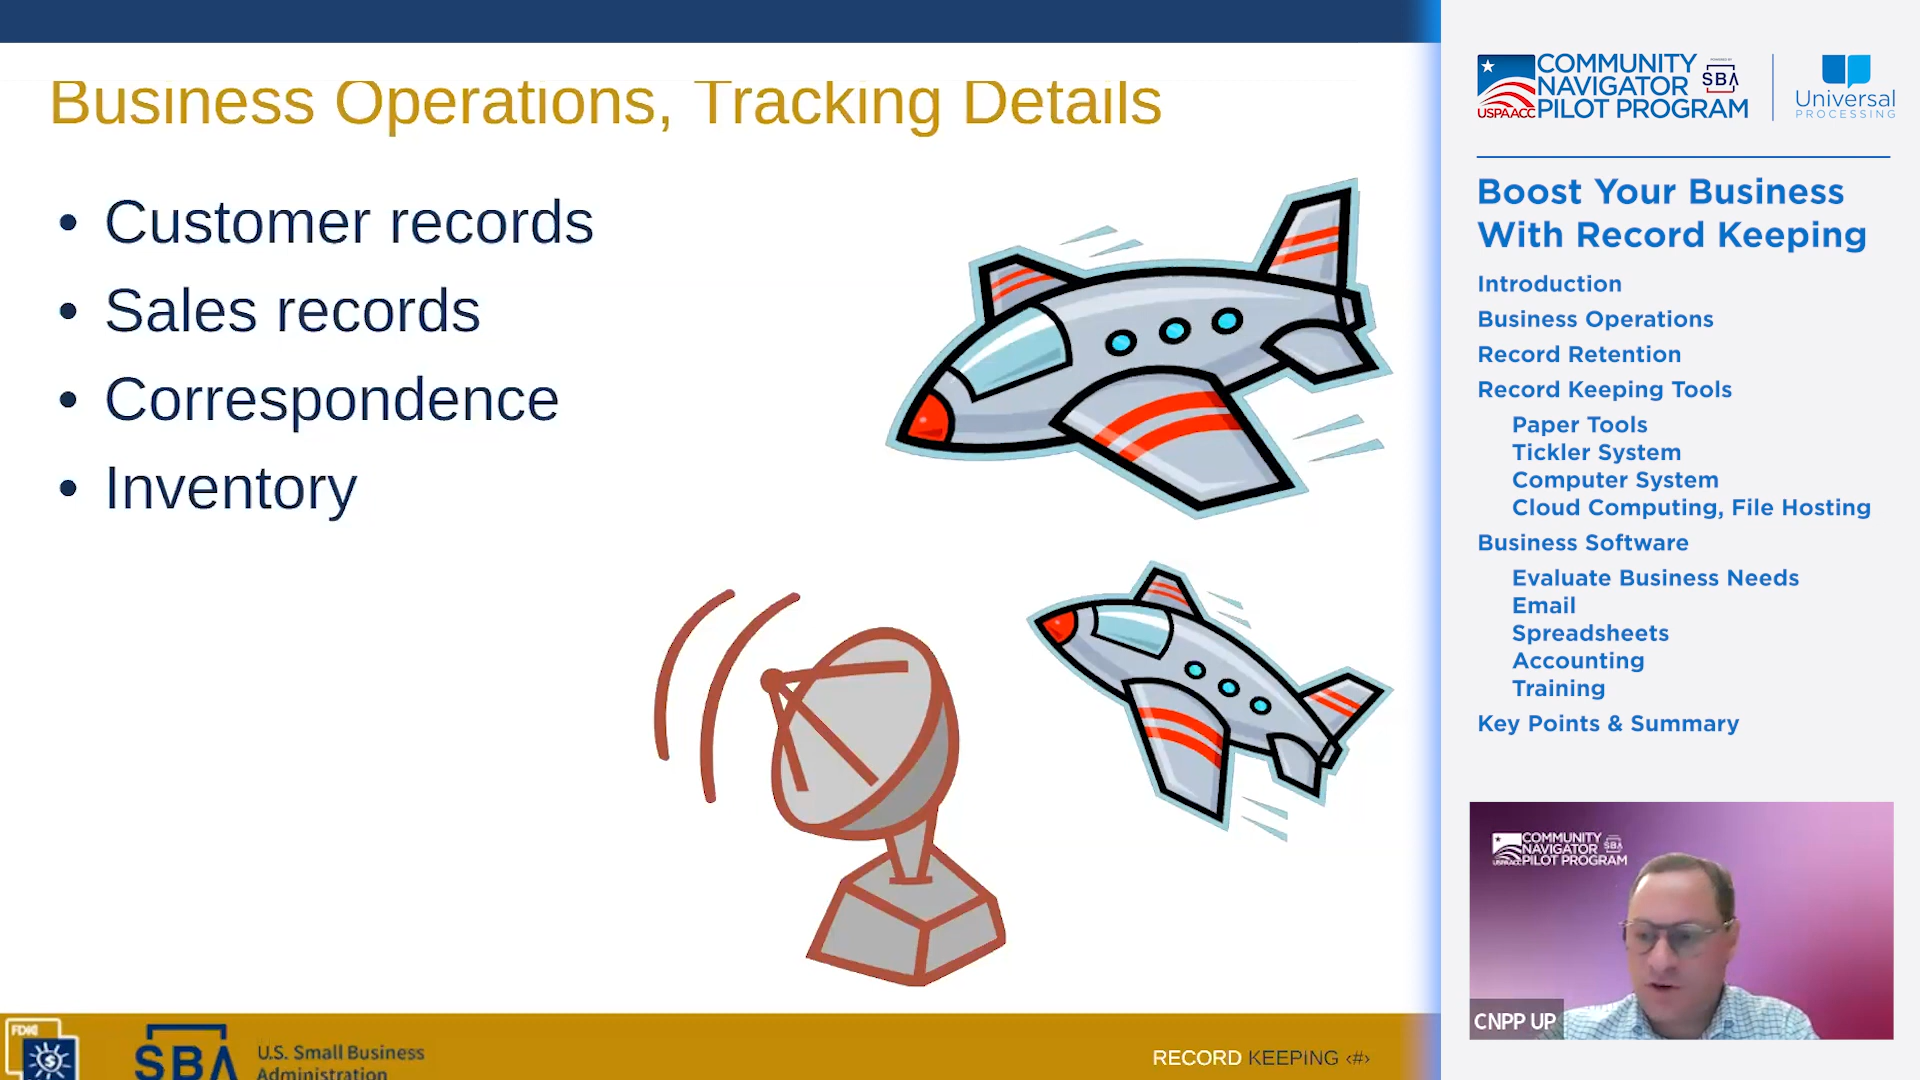 Business Operations, Tracking Details
• Customer records
• Sales records
• Correspondence
• Inventory
FDIC
SBA
U.S. Small Business
Administration
RECORD KEEPING ‹#›
COMMUNITY
NAVIGATOR
PILOT PROGRAM
USPAACC
SBA
Universal
PROCESSING
Boost Your Business
With Record Keeping
Introduction
Business Operations
Record Retention
Record Keeping Tools
Paper Tools
Tickler System
Computer System
Cloud Computing, File Hosting
Business Software
Evaluate Business Needs
Email
Spreadsheets
Accounting
Training
Key Points & Summary
COMMUNITY
NAVIGATOR
PILOT PROGRAM
USPAACC
SBA
CNPP UP